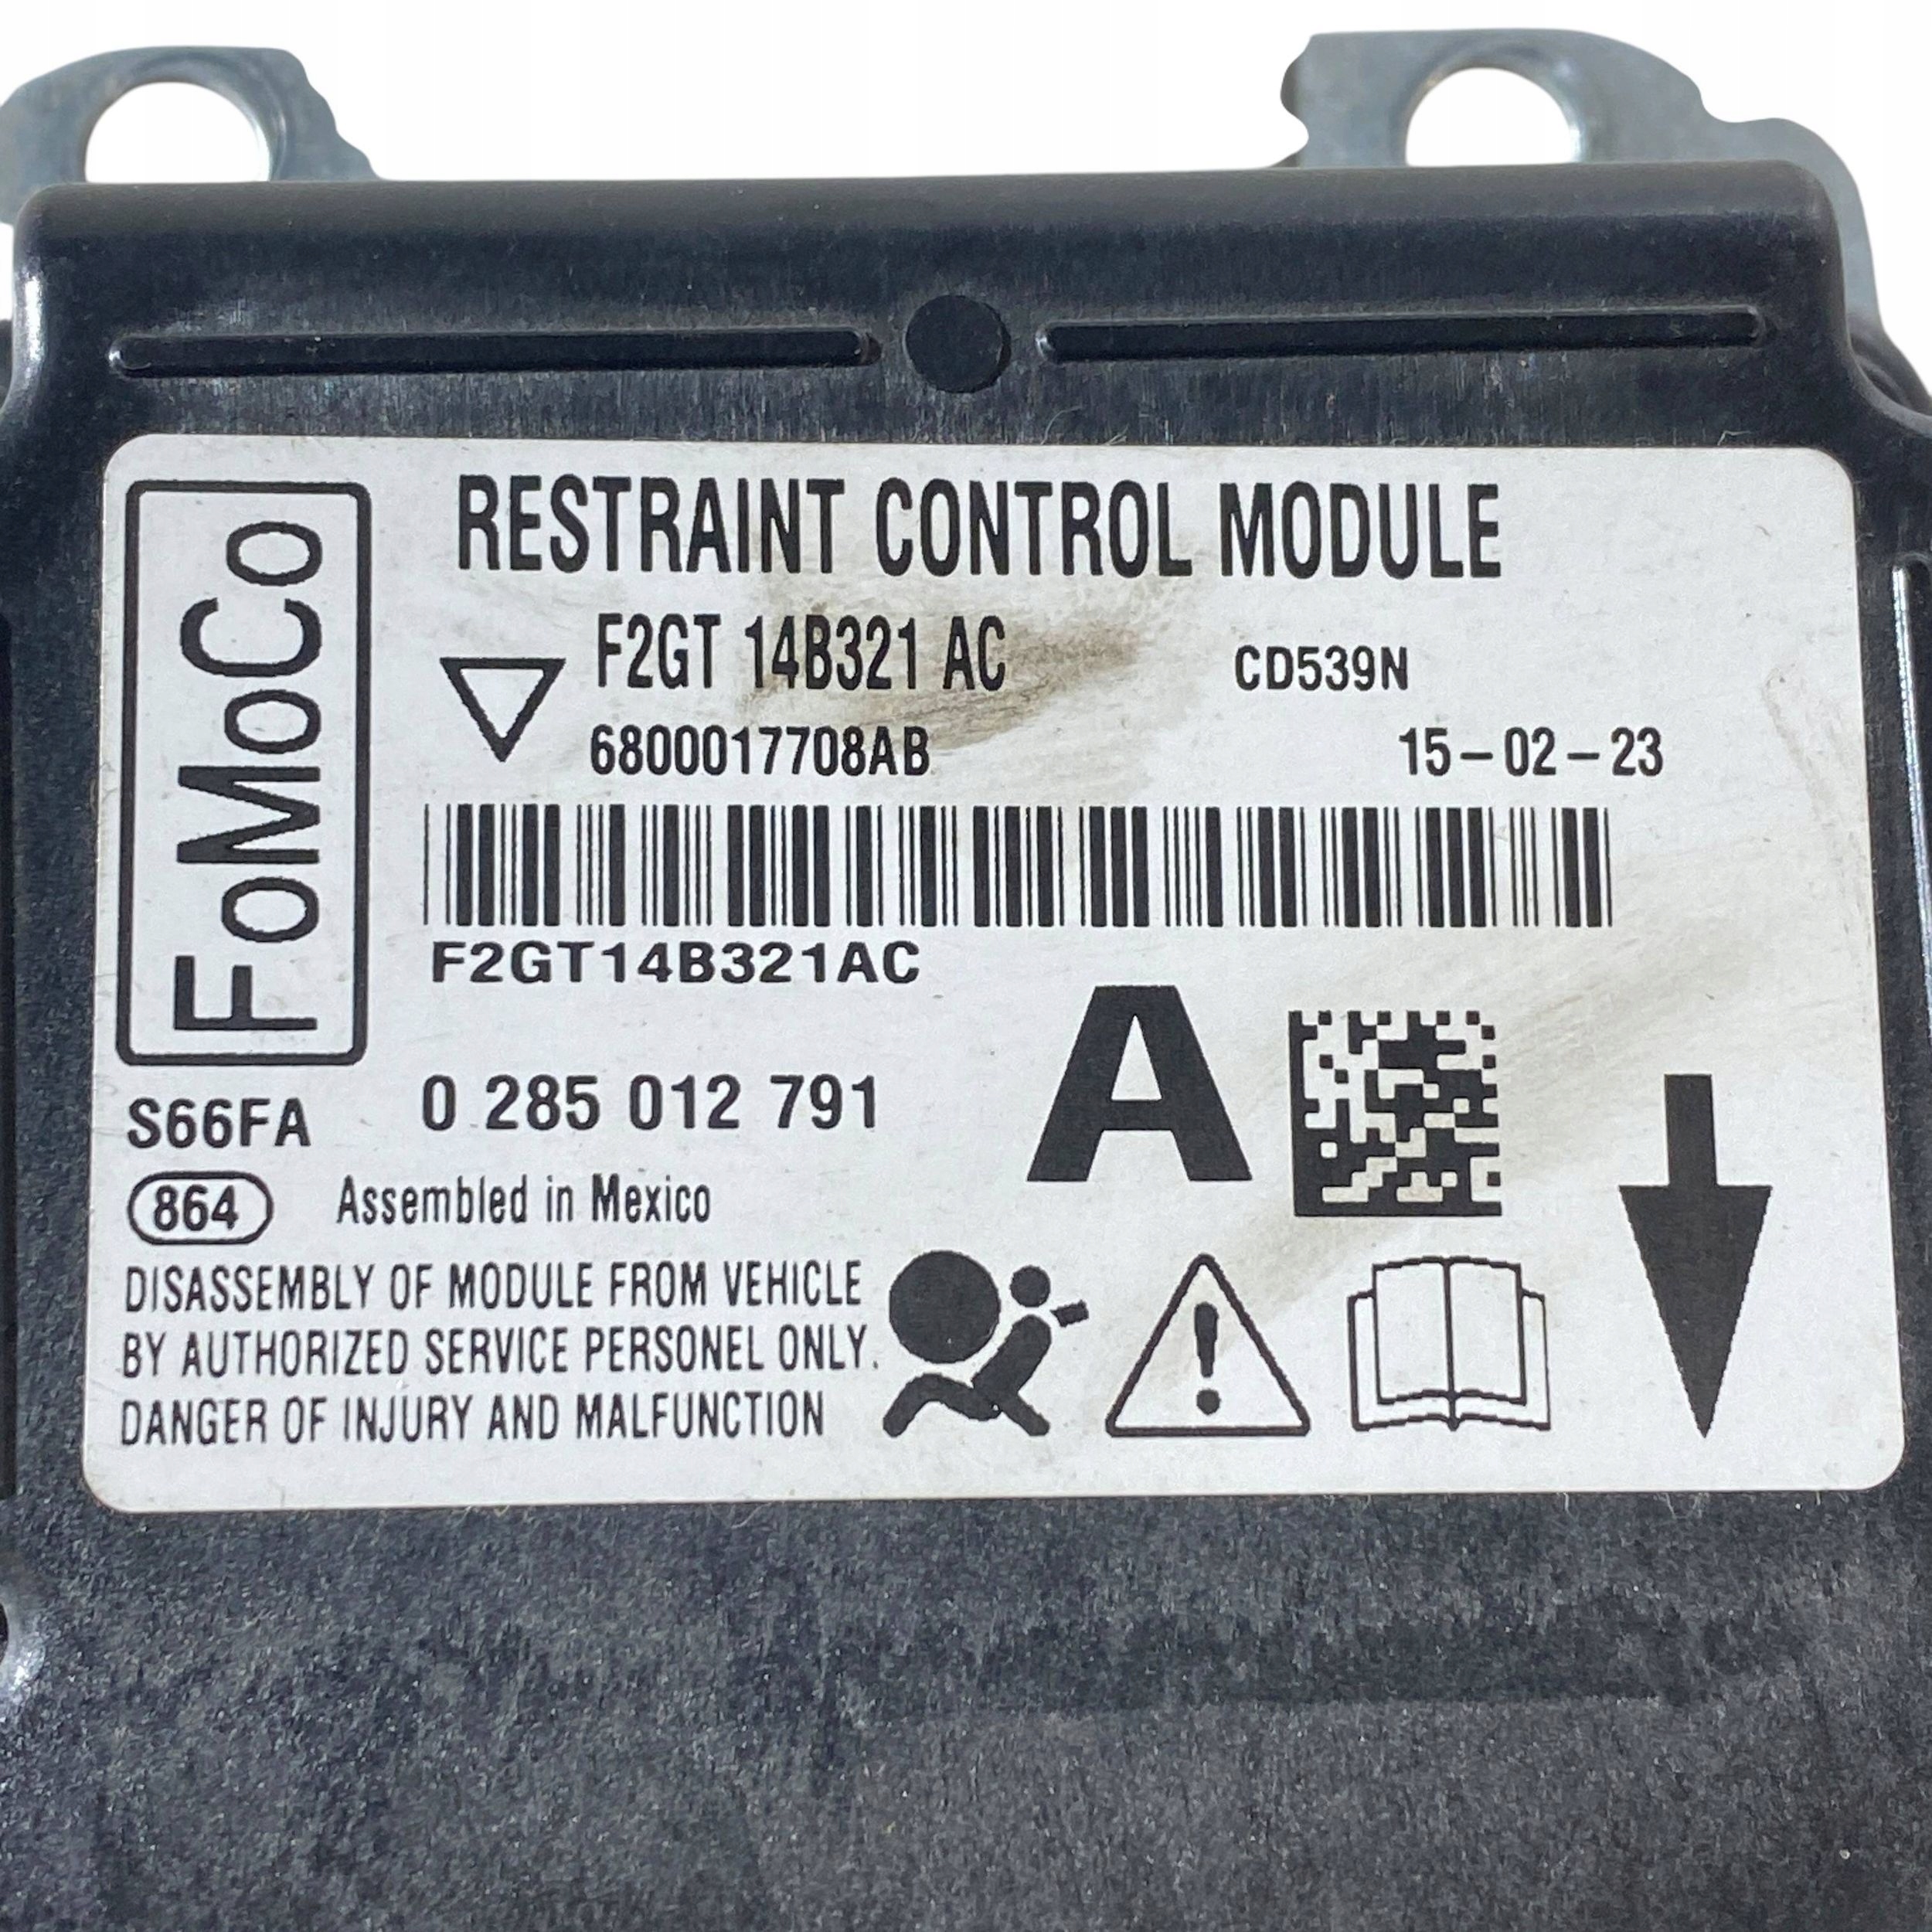 FoMoCo
RESTRAINT CONTROL MODULE
F2GT 14B321 AC
CD539N
6800017708AB
15-02-23
F2GT14B321AC
A
S66FA
0 285 012 791
864
Assembled in Mexico
DISASSEMBLY OF MODULE FROM VEHICLE
BY AUTHORIZED SERVICE PERSONEL ONLY.
DANGER OF INJURY AND MALFUNCTION